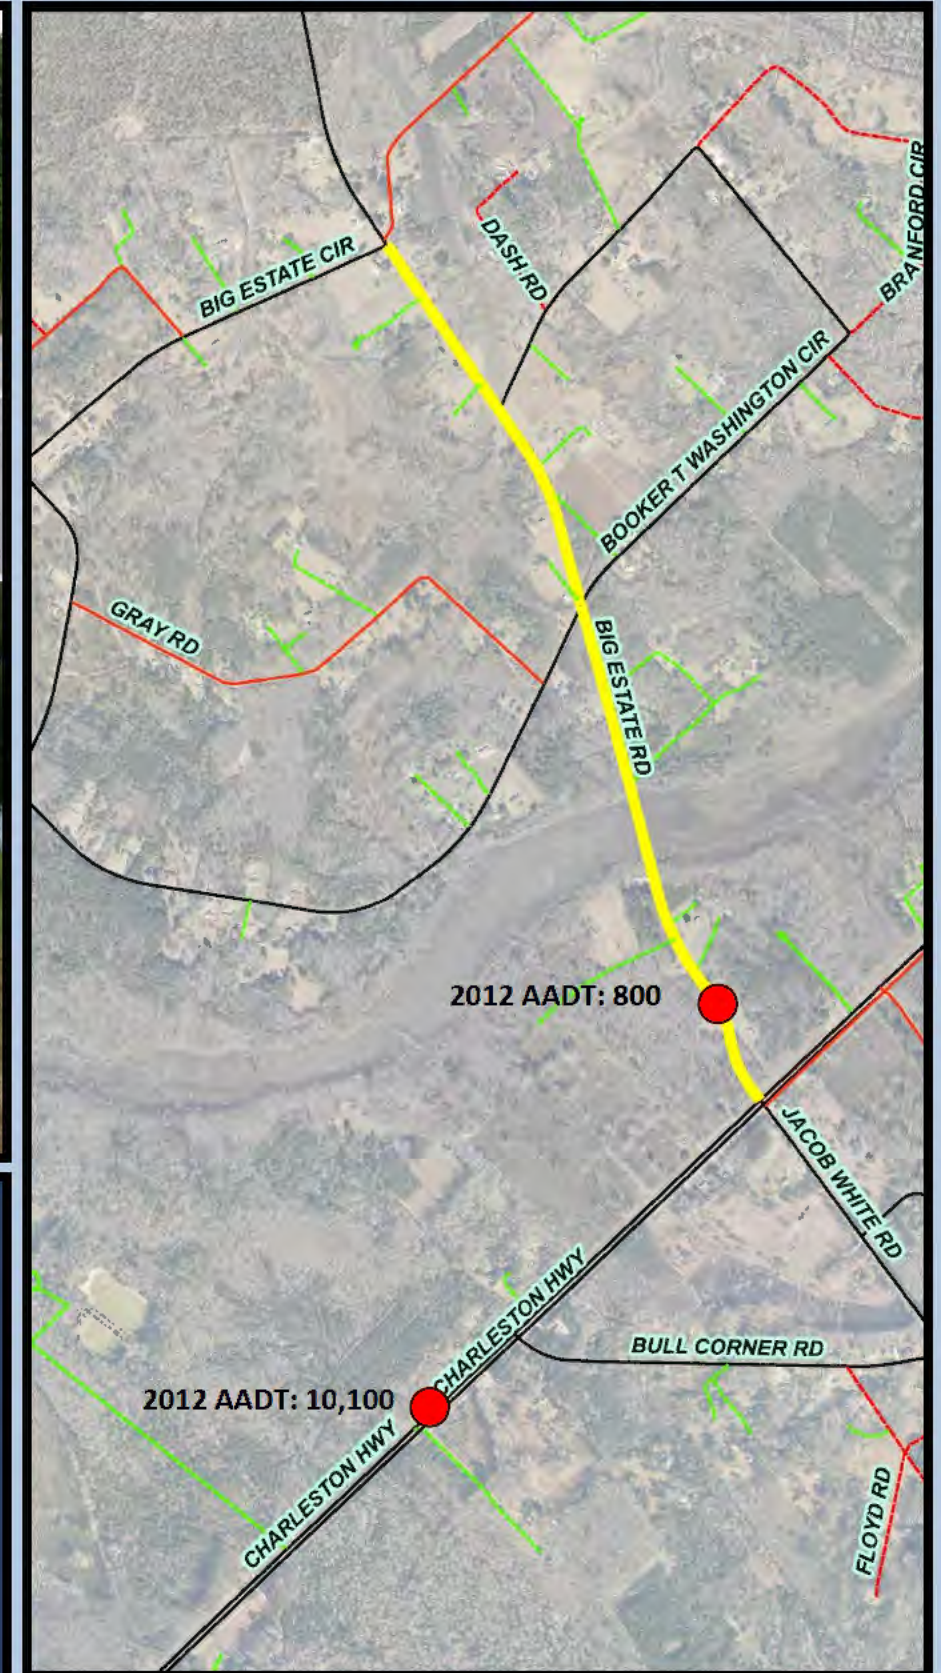 BRANFORD CIR
DASH RD
BIG ESTATE CIR
BOOKER T WASHINGTON CIR
GRAY RD
BIG ESTATE RD
2012 AADT: 800
JACOB WHITE RD
CHARLESTON HWY
BULL CORNER RD
2012 AADT: 10,100
CHARLESTON HWY
FLOYD RD